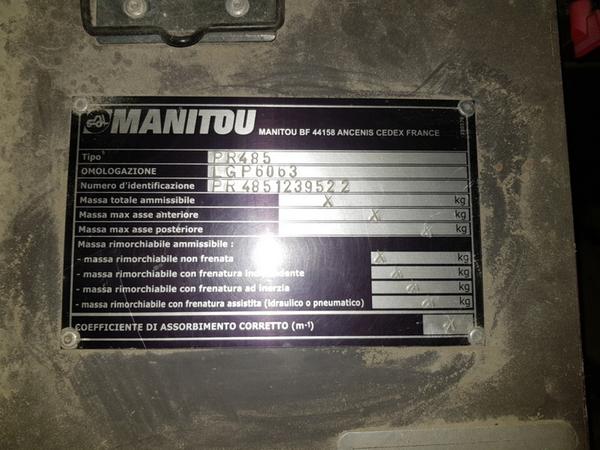 MANITOU MANITOU BF 44158 ANCENIS CEDEX FRANCE
Tipo PR485
OMOLOGAZIONE LGP6063
Numero d'identificazione PR485123952 2
Massa totale ammissibile X kg
Massa max asse anteriore X kg
Massa max asse postériore X kg
Massa rimorchiabile ammissibile :
- massa rimorchiabile non frenata X kg
- massa rimorchiabile con frenatura indipendente X kg
- massa rimorchiabile con frenatura ad inerzia X kg
- massa rimorchiabile con frenatura assistita (idraulico o pneumatico) X kg
COEFFICIENTE DI ASSORBIMENTO CORRETTO (m-¹) X